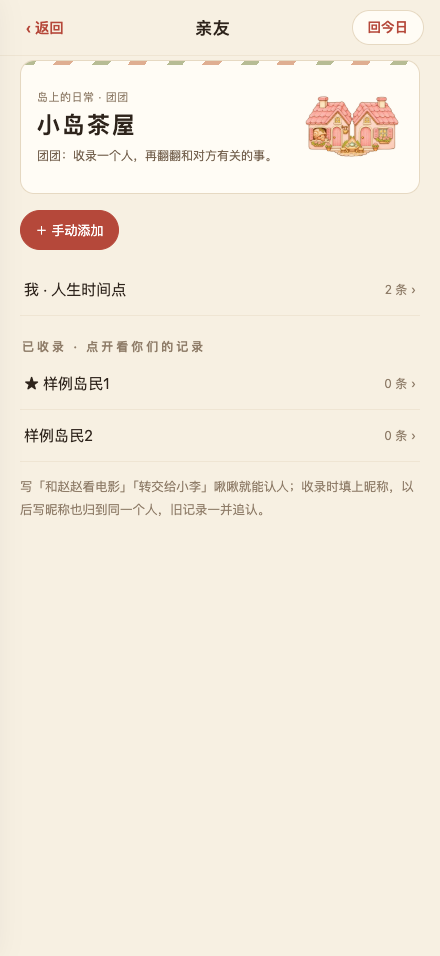 ‹ 返回
亲友
回今日
岛上的日常 · 团团
小岛茶屋
团团：收录一个人，再翻翻和对方有关的事。
＋ 手动添加
我 · 人生时间点
2 条 ›
已收录 · 点开看你们的记录
★ 样例岛民1
0 条 ›
样例岛民2
0 条 ›
写「和赵赵看电影」「转交给小李」啾啾就能认人；收录时填上昵称，以
后写昵称也归到同一个人，旧记录一并追认。